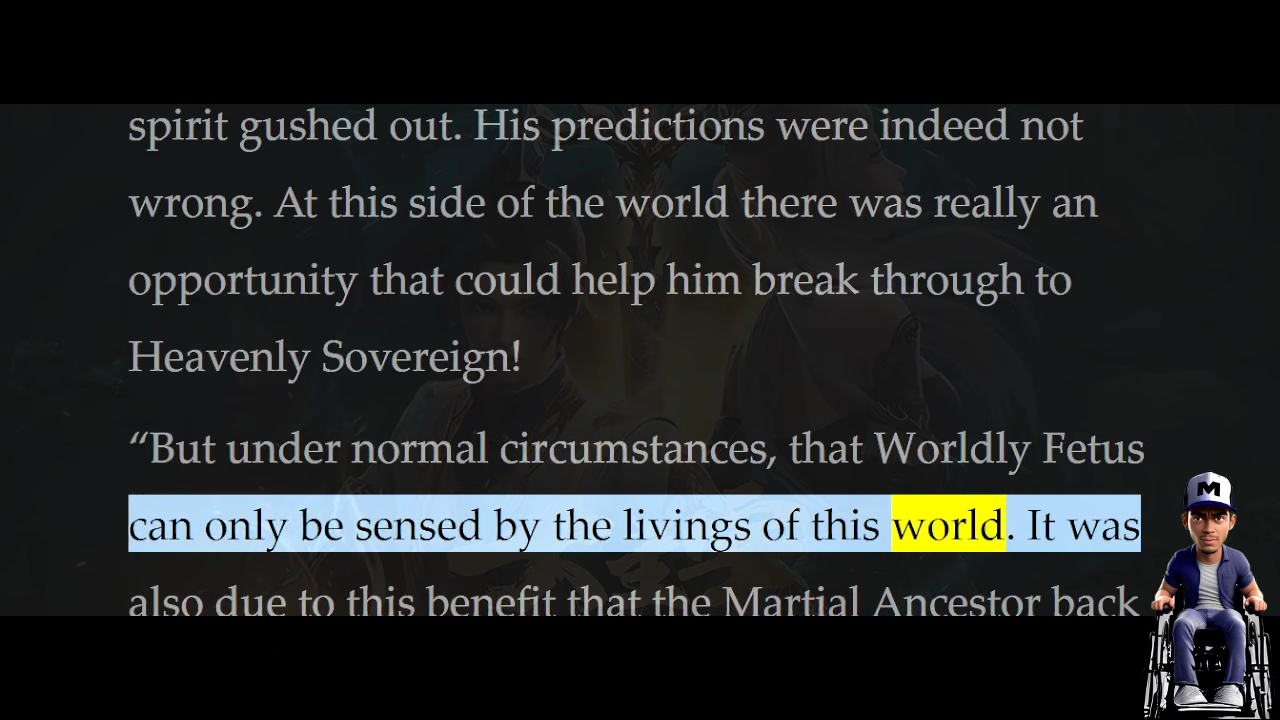 spirit gushed out. His predictions were indeed not
wrong. At this side of the world there was really an
opportunity that could help him break through to
Heavenly Sovereign!
“But under normal circumstances, that Worldly Fetus
can only be sensed by the livings of this world. It was
also due to this benefit that the Martial Ancestor back
M